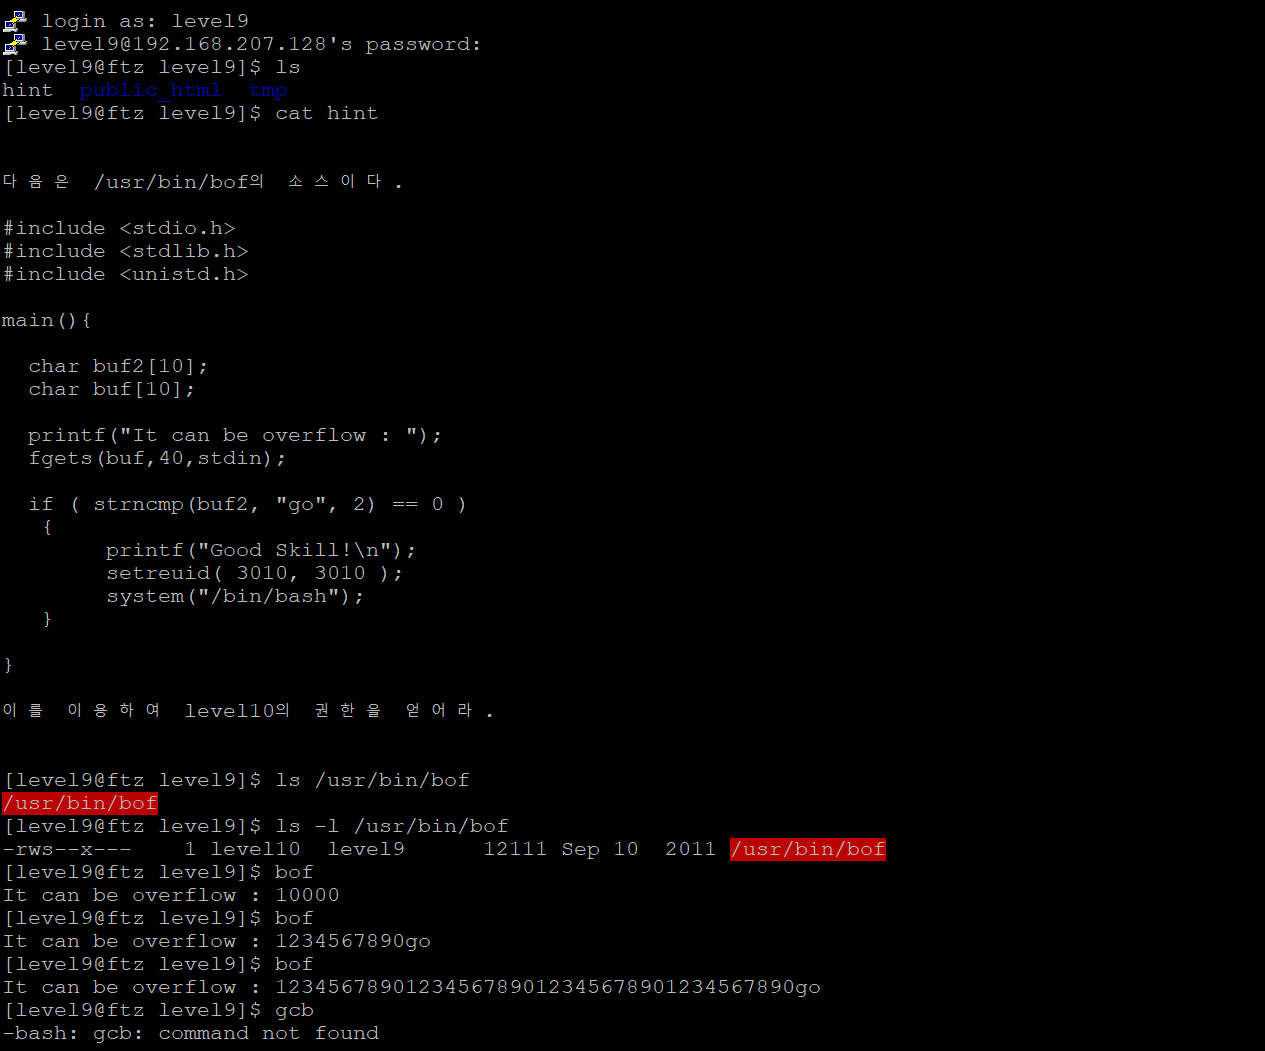 login as: level9
level9@192.168.207.128's password:
[level9@ftz level9]$ ls
hint  public_html  tmp
[level9@ftz level9]$ cat hint
다음은 /usr/bin/bof의 소스이다.
#include <stdio.h>
#include <stdlib.h>
#include <unistd.h>
main(){
  char buf2[10];
  char buf[10];
  printf("It can be overflow : ");
  fgets(buf,40,stdin);
  if ( strncmp(buf2, "go", 2) == 0 )
   {
        printf("Good Skill!\n");
        setreuid( 3010, 3010 );
        system("/bin/bash");
   }
}
이를 이용하여 level10의 권한을 얻어라.
[level9@ftz level9]$ ls /usr/bin/bof
/usr/bin/bof
[level9@ftz level9]$ ls -l /usr/bin/bof
-rws--x---    1 level10  level9      12111 Sep 10  2011 /usr/bin/bof
[level9@ftz level9]$ bof
It can be overflow : 10000
[level9@ftz level9]$ bof
It can be overflow : 1234567890go
[level9@ftz level9]$ bof
It can be overflow : 1234567890123456789012345678901234567890go
[level9@ftz level9]$ gcb
-bash: gcb: command not found